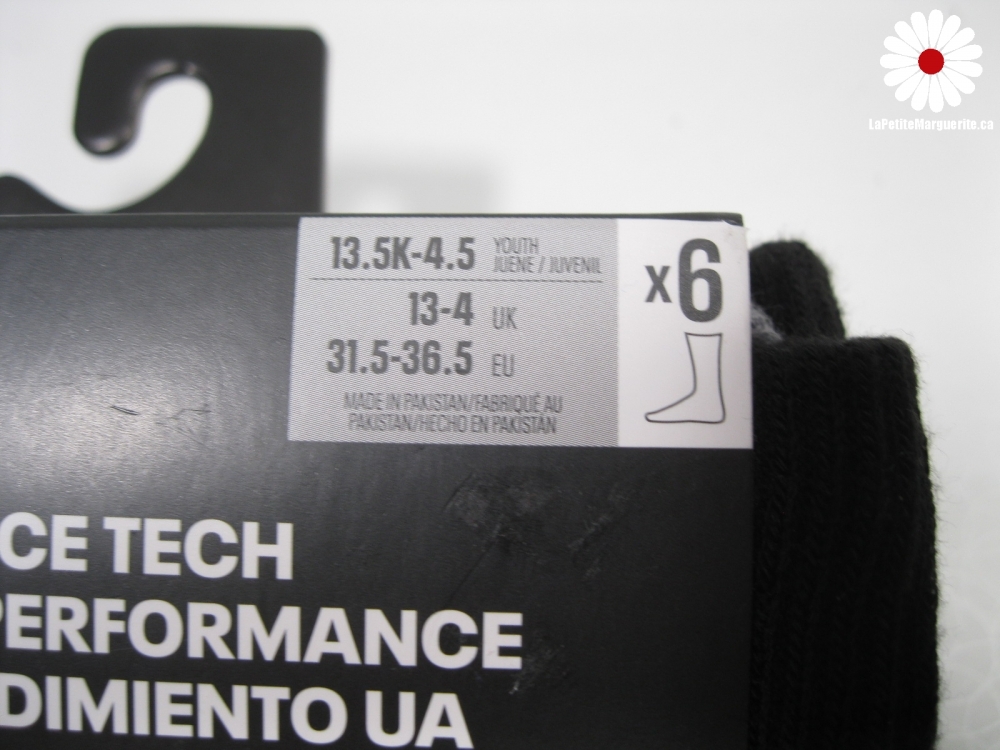 LaPetiteMarguerite.ca
13.5K-4.5 YOUTH
JUENE / JUVENIL
x6
13-4 UK
31.5-36.5 EU
MADE IN PAKISTAN/FABRIQUÉ AU
PAKISTAN/HECHO EN PAKISTÁN
CE TECH
PERFORMANCE
DIMIENTO UA